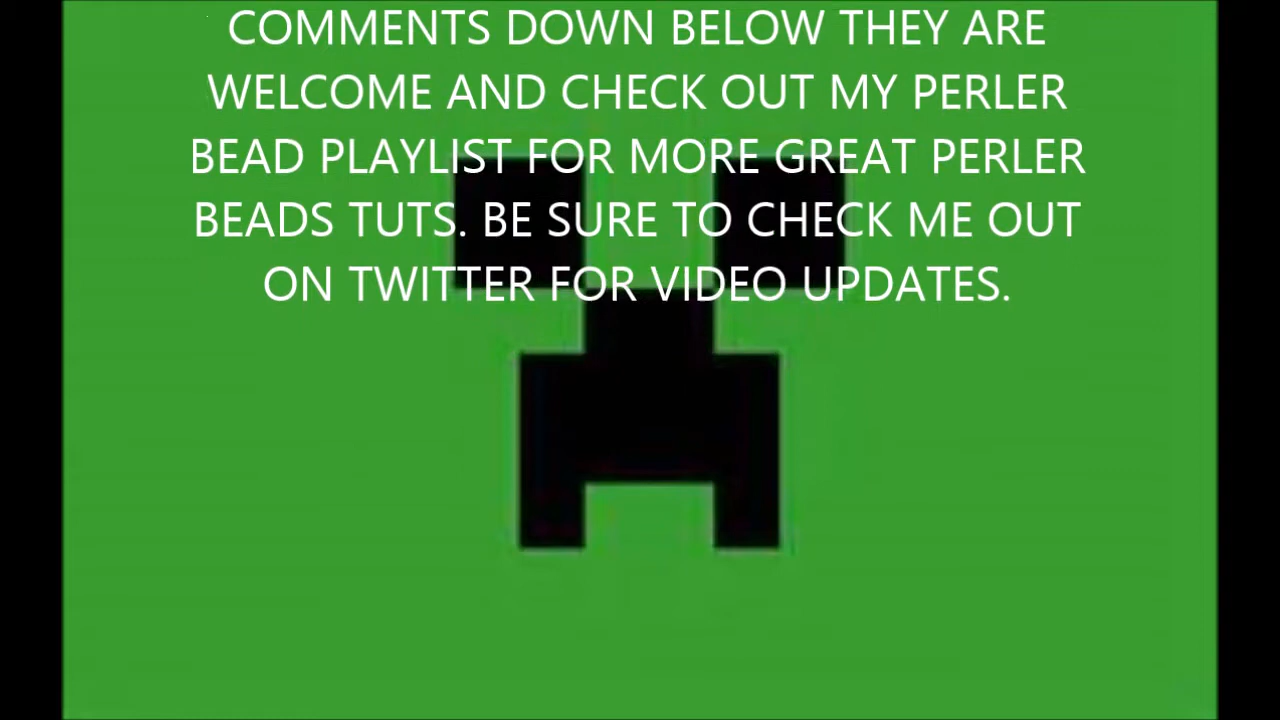 COMMENTS DOWN BELOW THEY ARE
WELCOME AND CHECK OUT MY PERLER
BEAD PLAYLIST FOR MORE GREAT PERLER
BEADS TUTS. BE SURE TO CHECK ME OUT
ON TWITTER FOR VIDEO UPDATES.